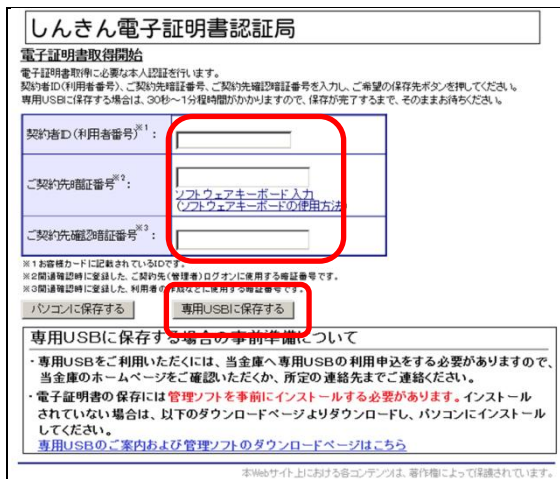 しんきん電子証明書認証局
電子証明書取得開始
電子証明書取得に必要な本人認証を行います。
契約者ID(利用者番号)、ご契約先暗証番号、ご契約先確認暗証番号を入力し、ご希望の保存先ボタンを押してください。
専用USBに保存する場合は、30秒～1分程時間がかかりますので、保存が完了するまで、そのままお待ちください。
契約者ID(利用者番号)※1：
ご契約先暗証番号※2：
ソフトウェアキーボード入力
(ソフトウェアキーボードの使用方法)
ご契約先確認暗証番号※3：
※1お客様カードに記載されているIDです。
※2開通確認時に登録した、ご契約先(管理者)ログオンに使用する暗証番号です。
※3開通確認時に登録した、利用者の作成などに使用する暗証番号です。
パソコンに保存する
専用USBに保存する
専用USBに保存する場合の事前準備について
・専用USBをご利用いただくには、当金庫へ専用USBの利用申込をする必要がありますので、
当金庫のホームページをご確認いただくか、所定の連絡先までご連絡ください。
・電子証明書の保存には管理ソフトを事前にインストールする必要があります。インストール
されていない場合は、以下のダウンロードページよりダウンロードし、パソコンにインストール
してください。
専用USBのご案内および管理ソフトのダウンロードページはこちら
本Webサイト上における各コンテンツは、著作権によって保護されています。